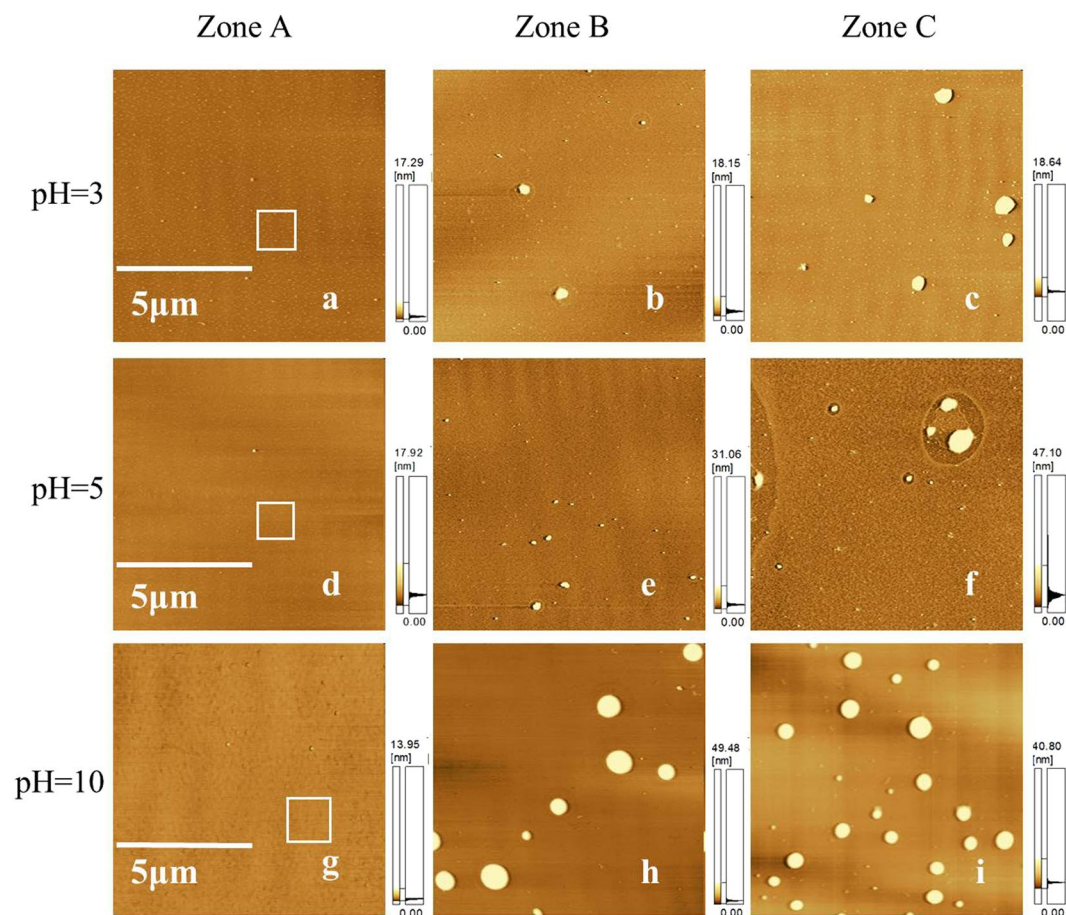 Zone A Zone B Zone C
pH=3
17.29
[nm]
0.00
18.15
[nm]
0.00
18.64
[nm]
0.00
5μm a b c
pH=5
17.92
[nm]
0.00
31.06
[nm]
0.00
47.10
[nm]
0.00
5μm d e f
pH=10
13.95
[nm]
0.00
49.48
[nm]
0.00
40.80
[nm]
0.00
5μm g h i